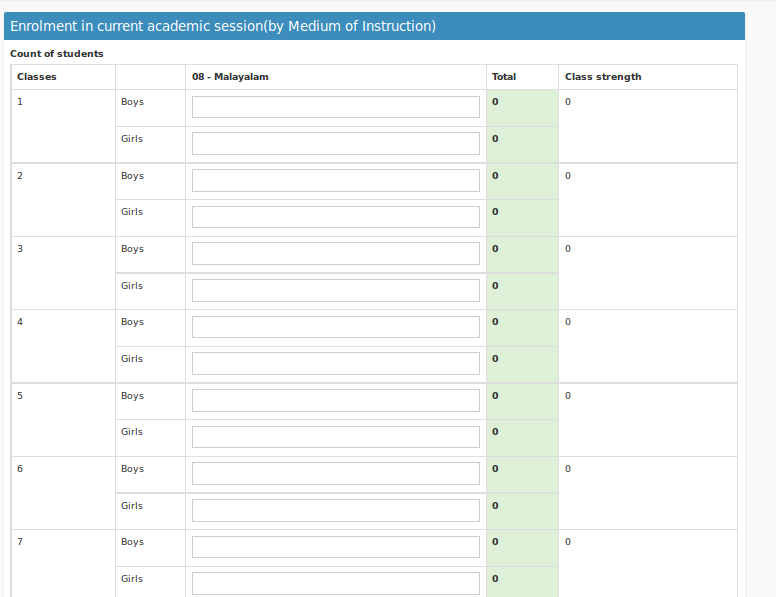 Enrolment in current academic session(by Medium of Instruction)
Count of students
Classes 08 - Malayalam Total Class strength
1 Boys 0 0
Girls 0
2 Boys 0 0
Girls 0
3 Boys 0 0
Girls 0
4 Boys 0 0
Girls 0
5 Boys 0 0
Girls 0
6 Boys 0 0
Girls 0
7 Boys 0 0
Girls 0